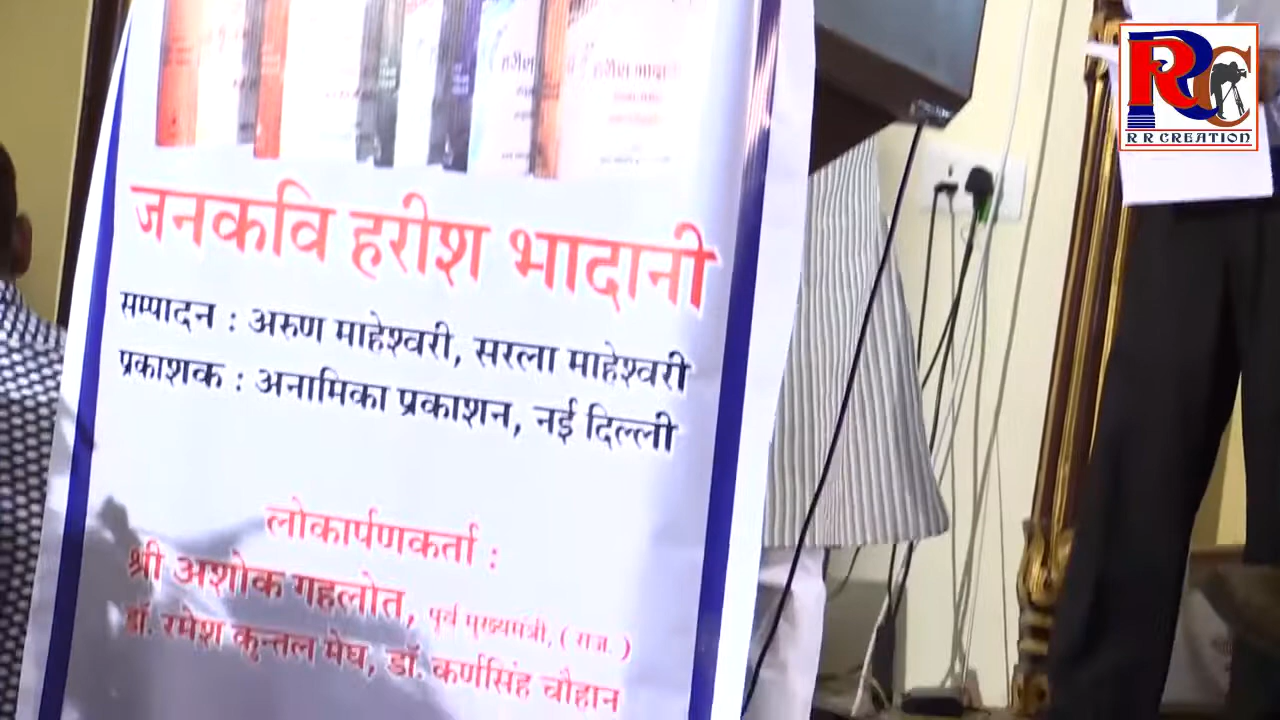 जनकवि हरीश भादानी
सम्पादन : अरुण माहेश्वरी, सरला माहेश्वरी
प्रकाशक : अनामिका प्रकाशन, नई दिल्ली
लोकार्पणकर्ता :
श्री अशोक गहलोत, पूर्व मुख्यमंत्री, ( राज. )
डॉ. रमेश कुन्तल मेघ, डॉ. कर्णसिंह चौहान
RRC
R R CREATION